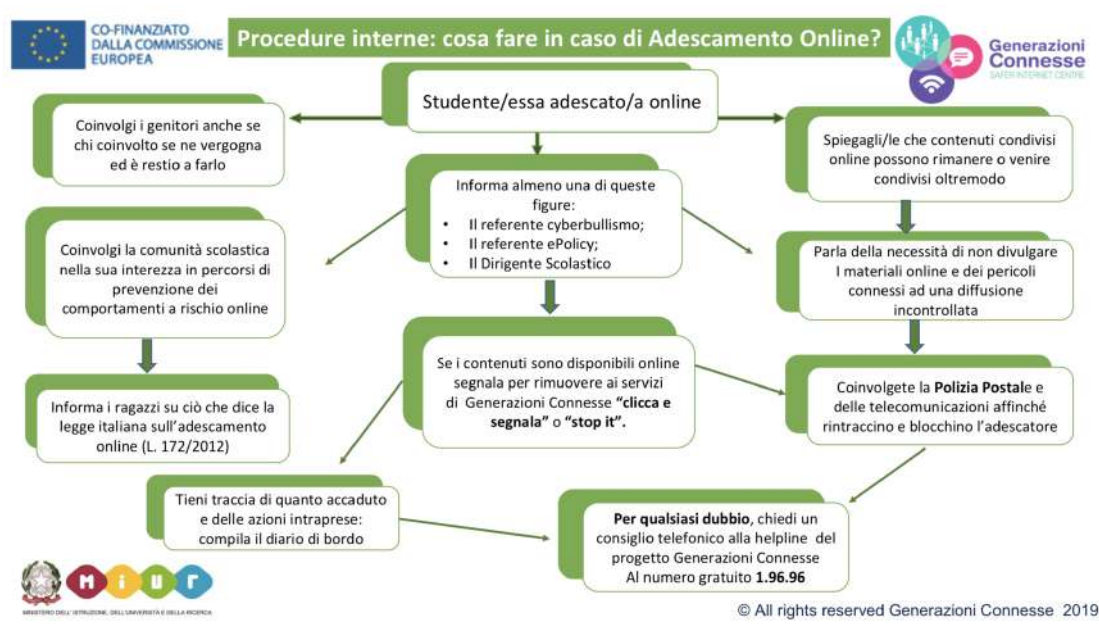 CO-FINANZIATO
DALLA COMMISSIONE
EUROPEA
Procedure interne: cosa fare in caso di Adescamento Online?
Generazioni
Connesse
SAFER INTERNET CENTRE
Studente/essa adescato/a online
Coinvolgi i genitori anche se
chi coinvolto se ne vergogna
ed è restio a farlo
Spiegagli/le che contenuti condivisi
online possono rimanere o venire
condivisi oltremodo
Informa almeno una di queste
figure:
• Il referente cyberbullismo;
• Il referente ePolicy;
• Il Dirigente Scolastico
Coinvolgi la comunità scolastica
nella sua interezza in percorsi di
prevenzione dei
comportamenti a rischio online
Parla della necessità di non divulgare
I materiali online e dei pericoli
connessi ad una diffusione
incontrollata
Se i contenuti sono disponibili online
segnala per rimuovere ai servizi
di Generazioni Connesse “clicca e
segnala” o “stop it”.
Informa i ragazzi su ciò che dice la
legge italiana sull’adescamento
online (L. 172/2012)
Coinvolgete la Polizia Postale e
delle telecomunicazioni affinché
rintraccino e blocchino l’adescatore
Tieni traccia di quanto accaduto
e delle azioni intraprese:
compila il diario di bordo
Per qualsiasi dubbio, chiedi un
consiglio telefonico alla helpline del
progetto Generazioni Connesse
Al numero gratuito 1.96.96
MIUR
MINISTERO DELL'ISTRUZIONE, DELL'UNIVERSITÀ E DELLA RICERCA
© All rights reserved Generazioni Connesse 2019